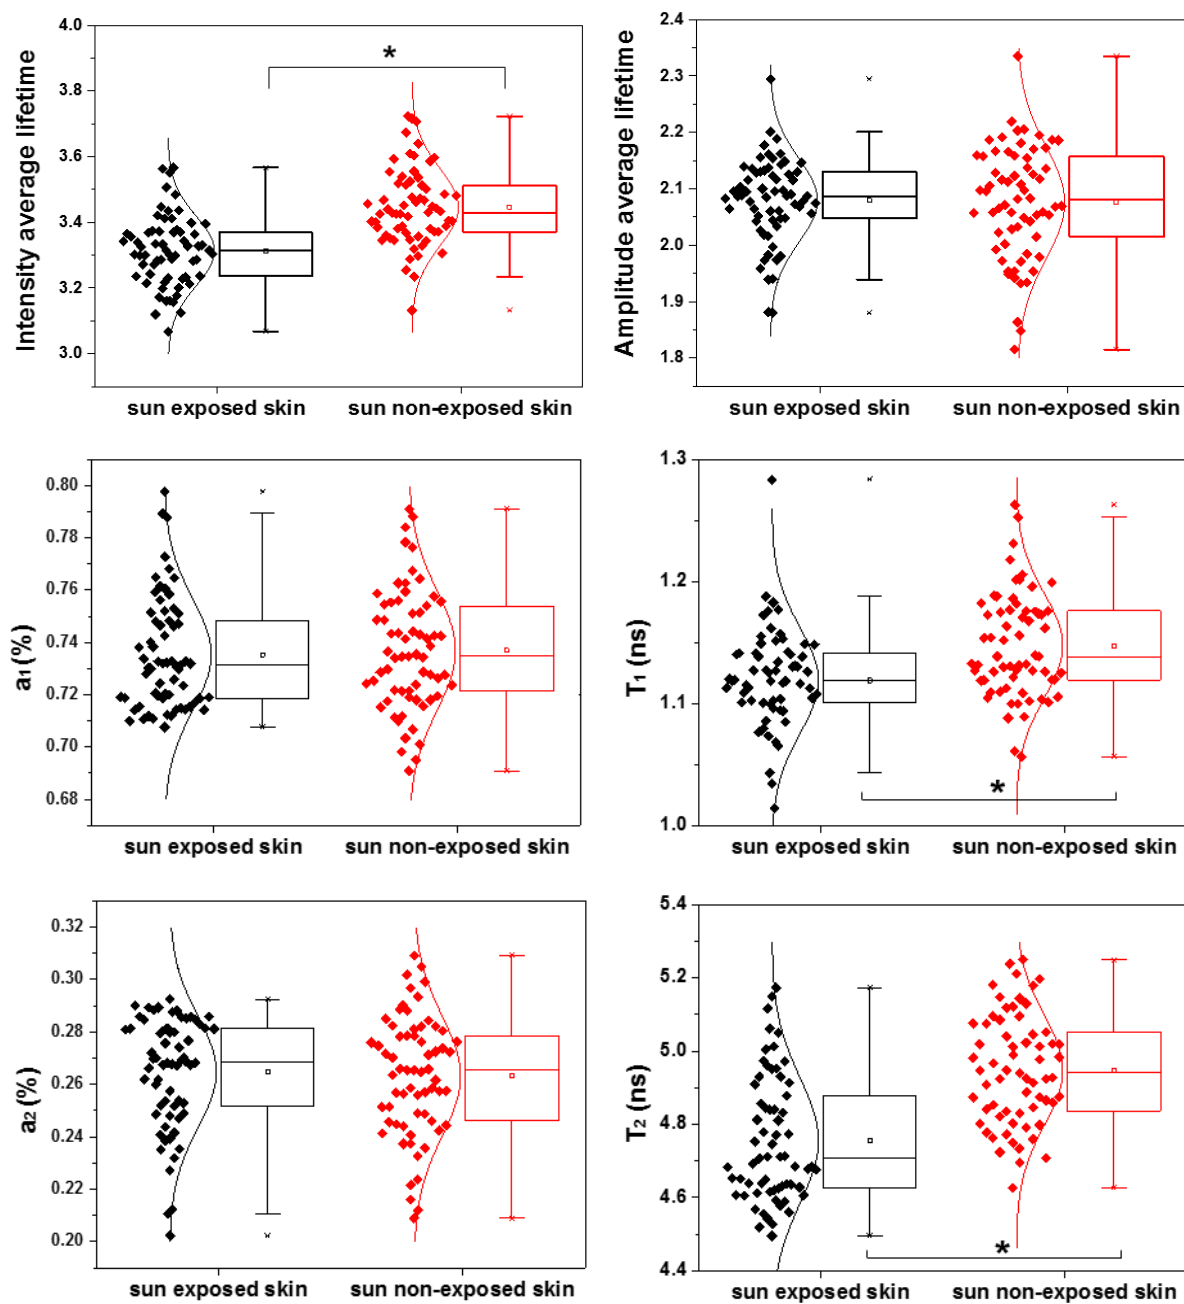 Intensity average lifetime
4.0
3.8
3.6
3.4
3.2
3.0
*
sun exposed skin
sun non-exposed skin
Amplitude average lifetime
2.4
2.3
2.2
2.1
2.0
1.9
1.8
sun exposed skin
sun non-exposed skin
a1 (%)
0.80
0.78
0.76
0.74
0.72
0.70
0.68
sun exposed skin
sun non-exposed skin
T1 (ns)
1.3
1.2
1.1
1.0
*
sun exposed skin
sun non-exposed skin
a2 (%)
0.32
0.30
0.28
0.26
0.24
0.22
0.20
sun exposed skin
sun non-exposed skin
T2 (ns)
5.4
5.2
5.0
4.8
4.6
4.4
*
sun exposed skin
sun non-exposed skin